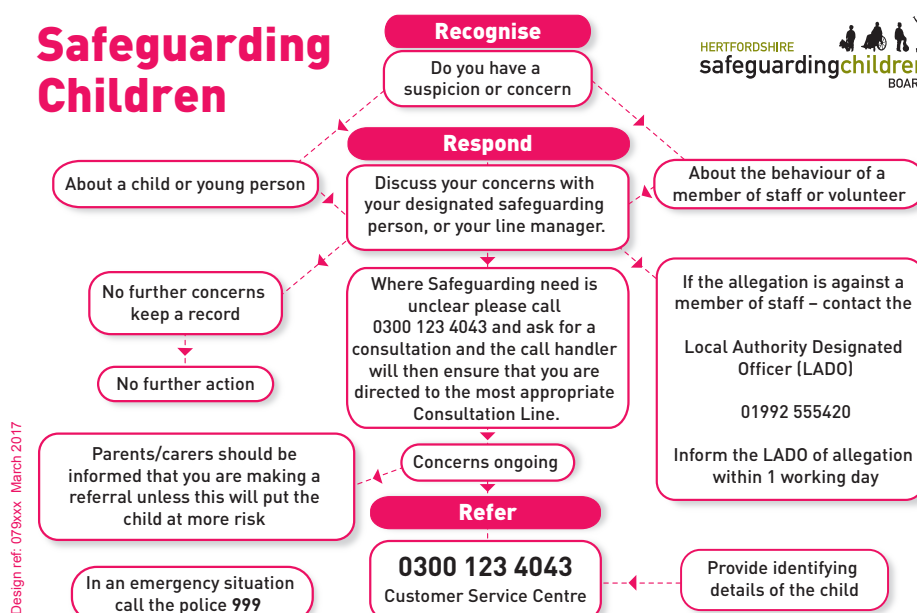 Safeguarding
Children
Recognise
Do you have a
suspicion or concern
HERTFORDSHIRE
safeguardingchildren
BOAR
Respond
About a child or young person
Discuss your concerns with
your designated safeguarding
person, or your line manager.
About the behaviour of a
member of staff or volunteer
No further concerns
keep a record
No further action
Where Safeguarding need is
unclear please call
0300 123 4043 and ask for a
consultation and the call handler
will then ensure that you are
directed to the most appropriate
Consultation Line.
If the allegation is against a
member of staff – contact the
Local Authority Designated
Officer (LADO)
01992 555420
Inform the LADO of allegation
within 1 working day
Parents/carers should be
informed that you are making a
referral unless this will put the
child at more risk
Concerns ongoing
Refer
0300 123 4043
Customer Service Centre
Provide identifying
details of the child
In an emergency situation
call the police 999
Design ref: 079xxx March 2017